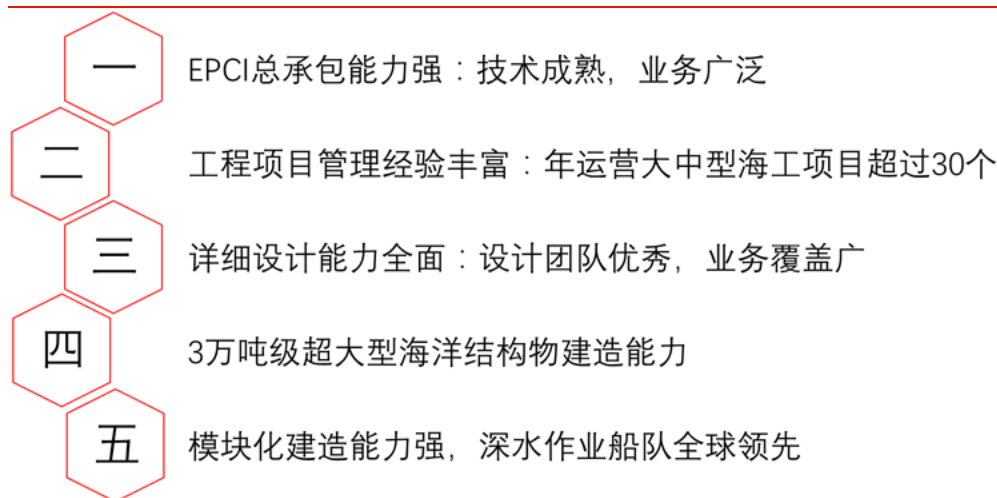 一 EPCI总承包能力强：技术成熟，业务广泛
二 工程项目管理经验丰富：年运营大中型海工项目超过30个
三 详细设计能力全面：设计团队优秀，业务覆盖广
四 3万吨级超大型海洋结构物建造能力
五 模块化建造能力强，深水作业船队全球领先